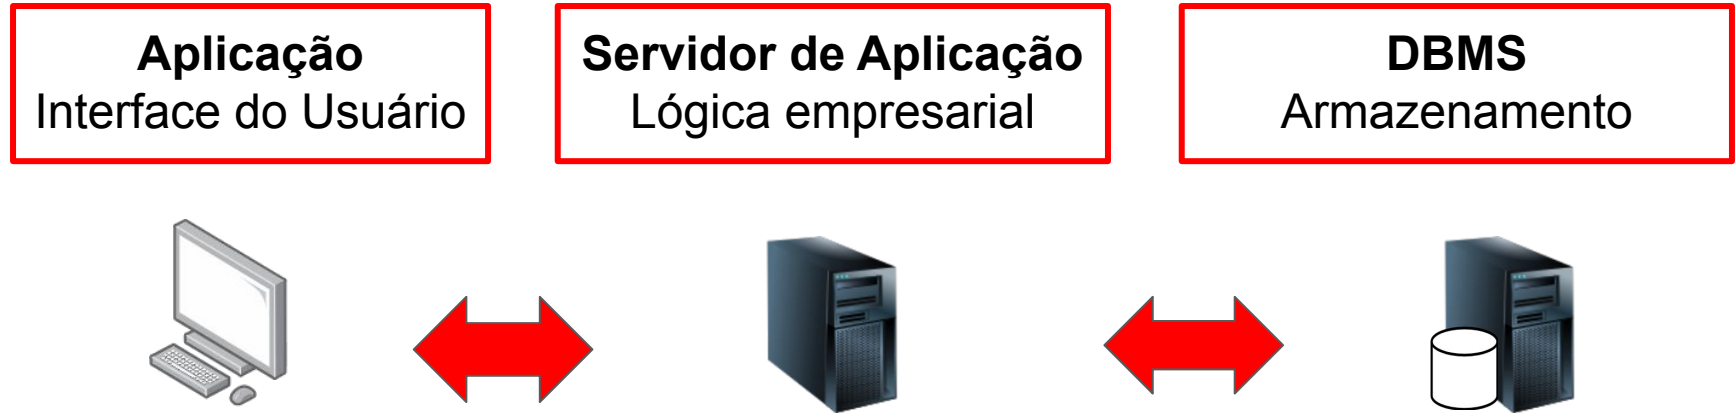 Aplicação
Interface do Usuário
Servidor de Aplicação
Lógica empresarial
DBMS
Armazenamento